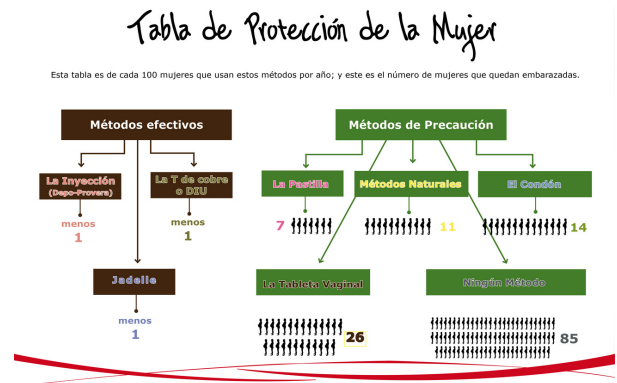 Tabla de Protección de la Mujer
Esta tabla es de cada 100 mujeres que usan estos métodos por año; y este es el número de mujeres que quedan embarazadas.
Métodos efectivos
Métodos de Precaución
La Inyacción
(Depo-Provera)
La T de cobre
o DIU
La Pastilla
Métodos Naturales
El Condón
menos
1
menos
1
7
11
14
Jadelle
La Tableta Vaginal
Ningún Método
menos
1
26
85